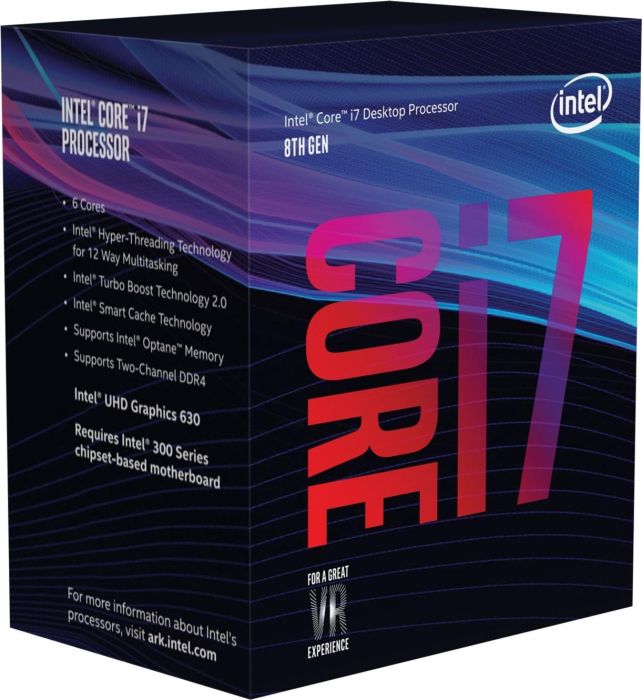 INTEL® CORE™ i7
PROCESSOR
• 6 Cores
• Intel® Hyper-Threading Technology
for 12 Way Multitasking
• Intel® Turbo Boost Technology 2.0
• Intel® Smart Cache Technology
• Supports Intel® Optane™ Memory
• Supports Two-Channel DDR4
Intel® UHD Graphics 630
Requires Intel® 300 Series
chipset-based motherboard
For more information about Intel's
processors, visit ark.intel.com
Intel® Core™ i7 Desktop Processor
8TH GEN
intel®
CORE i7
FOR A GREAT
VR
EXPERIENCE